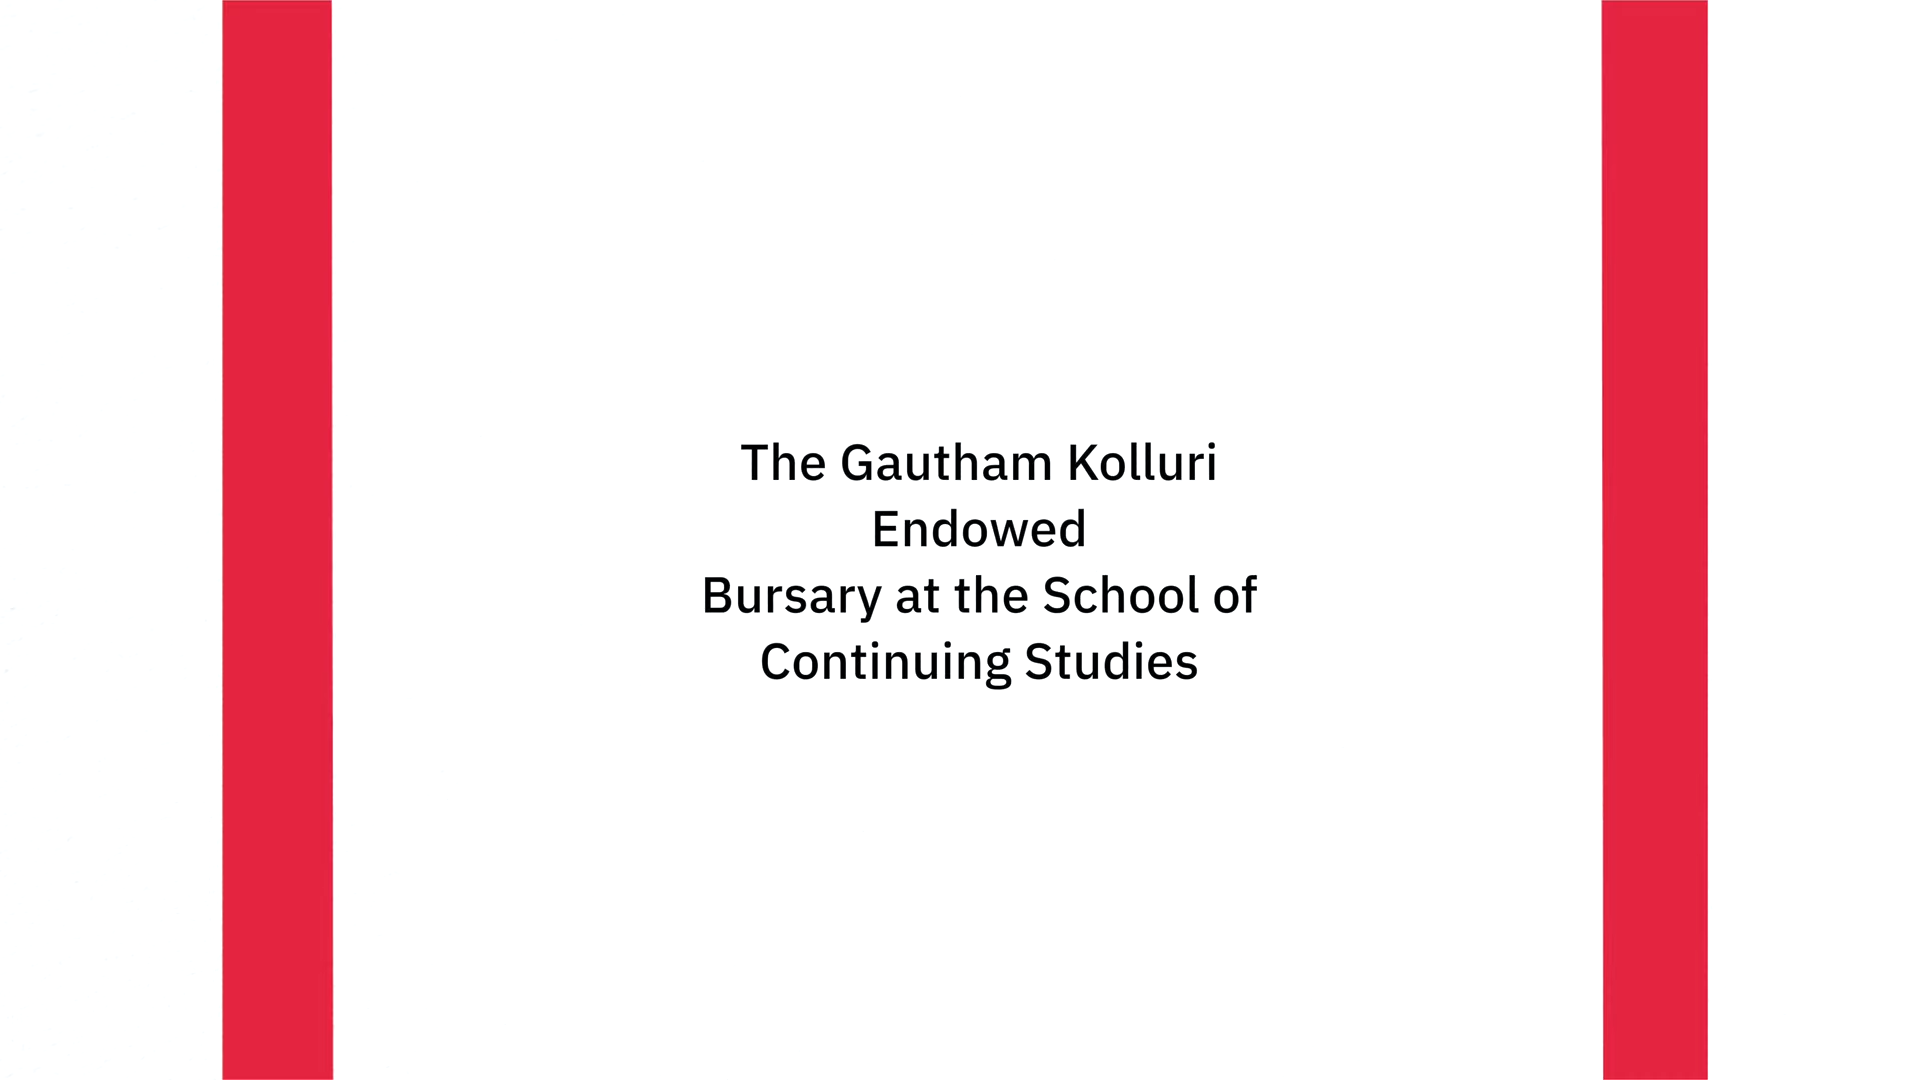 The Gautham Kolluri
Endowed
Bursary at the School of
Continuing Studies